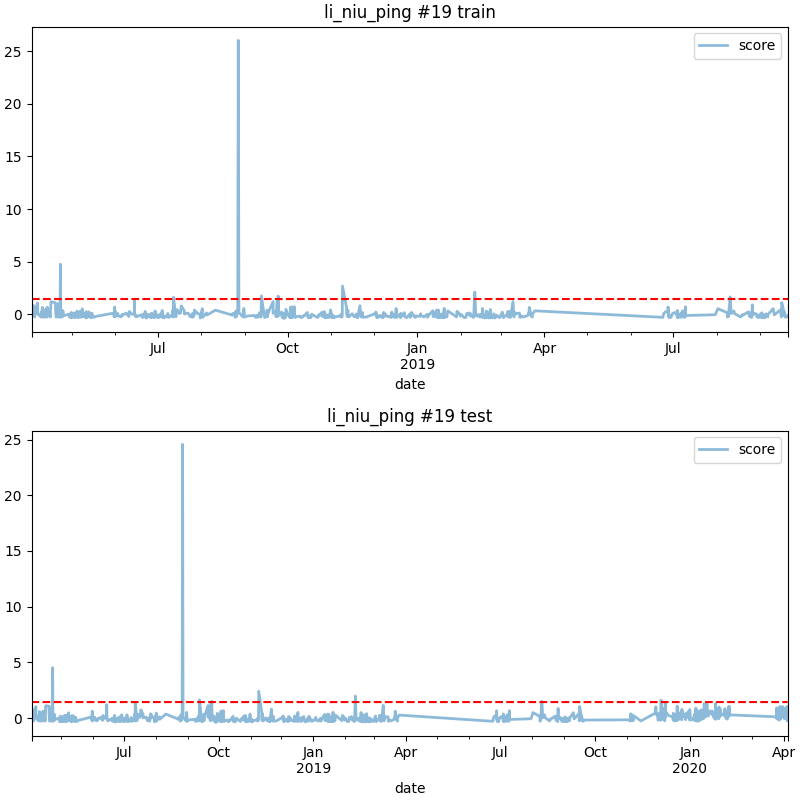 li_niu_ping #19 train
score
25
20
15
10
5
0
Jul
Oct
Jan
2019
Apr
Jul
date
li_niu_ping #19 test
score
25
20
15
10
5
0
Jul
Oct
Jan
2019
Apr
Jul
Oct
Jan
2020
Apr
date